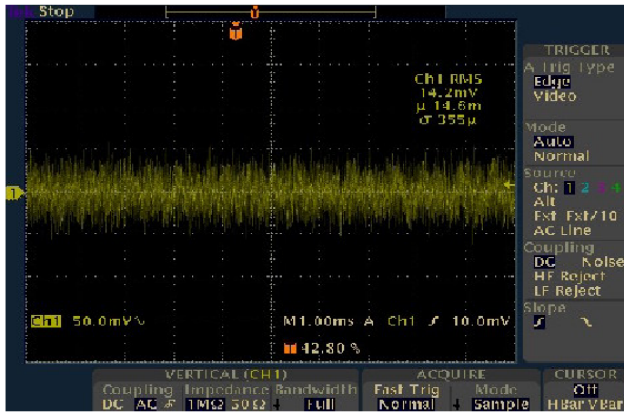 Stop
Ch1 RMS
14.2mV
µ 14.6m
σ 355µ
1
Ch1 50.0mV
M1.00ms A Ch1 10.0mV
42.80 %
TRIGGER
A Trig Type
Edge
Video
Mode
Auto
Normal
Source
Ch: 1 2 3 4
Alt
Ext Ext/10
AC Line
Coupling
DC Noise
HF Reject
LF Reject
Slope
VERTICAL (CH1) ACQUIRE CURSOR
Coupling Impedance Bandwidth Fast Trig Mode Off
DC AC 1MΩ 50Ω Full Normal Sample HBar VBar